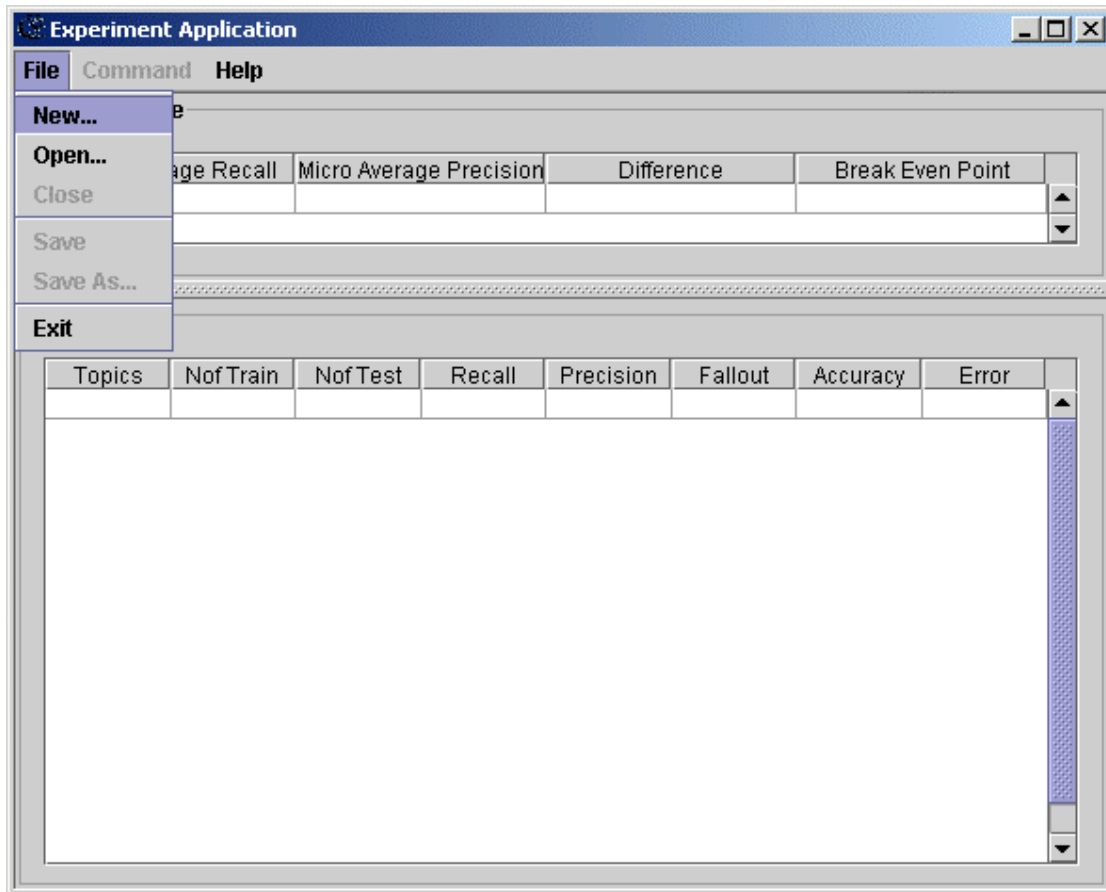 Experiment Application
File Command Help
New...
e
Open...
age Recall Micro Average Precision Difference Break Even Point
Close
Save
Save As...
Exit
Topics Nof Train Nof Test Recall Precision Fallout Accuracy Error